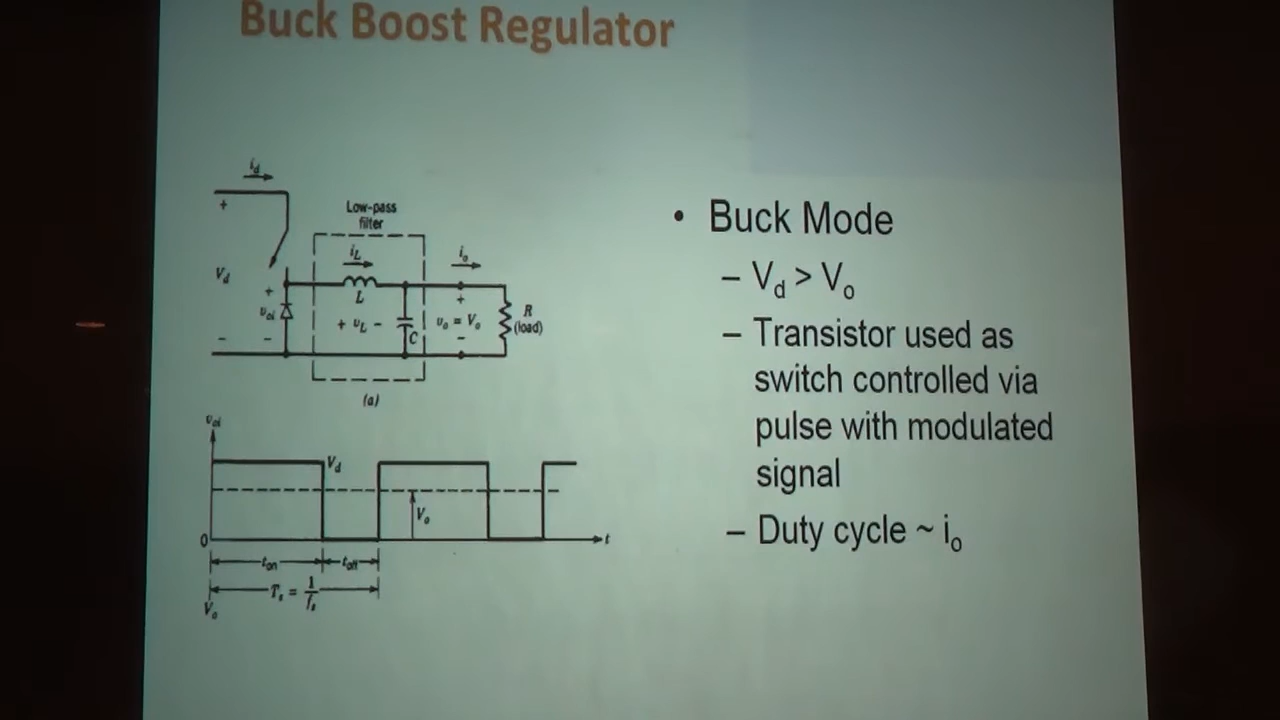 Buck Boost Regulator
i_d
+
Low-pass
filter
i_L
i_o
V_d
+
v_oi
L
+ v_L -
C
+
v_o = V_o
R
(load)
-
-
-
(a)
v_oi
V_d
V_o
0
t
t_on
t_off
T_s = 1/f_s
V_o
• Buck Mode
– V_d > V_o
– Transistor used as
switch controlled via
pulse with modulated
signal
– Duty cycle ~ i_o